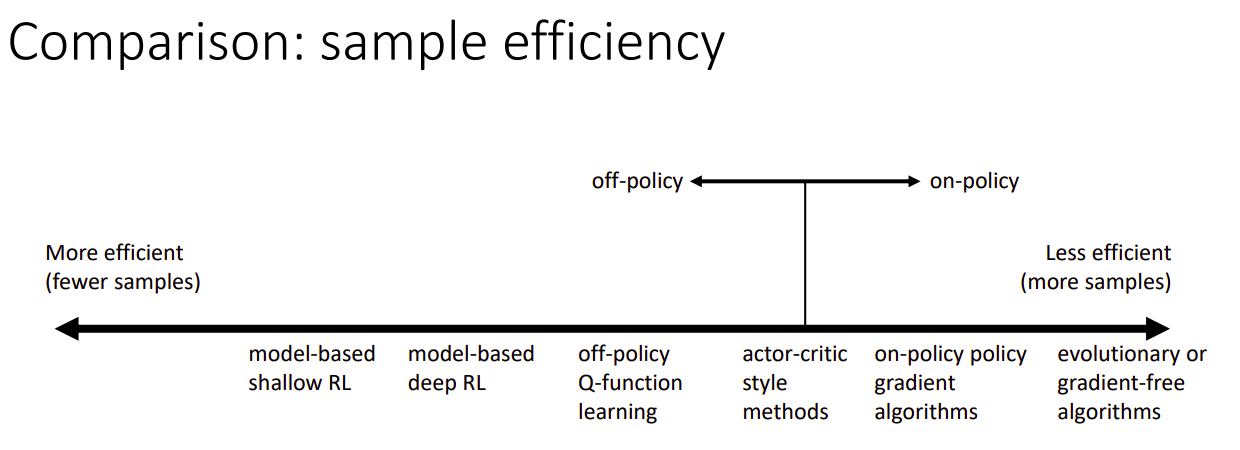 Comparison: sample efficiency
off-policy
on-policy
More efficient
(fewer samples)
Less efficient
(more samples)
model-based
shallow RL
model-based
deep RL
off-policy
Q-function
learning
actor-critic
style
methods
on-policy policy
gradient
algorithms
evolutionary or
gradient-free
algorithms